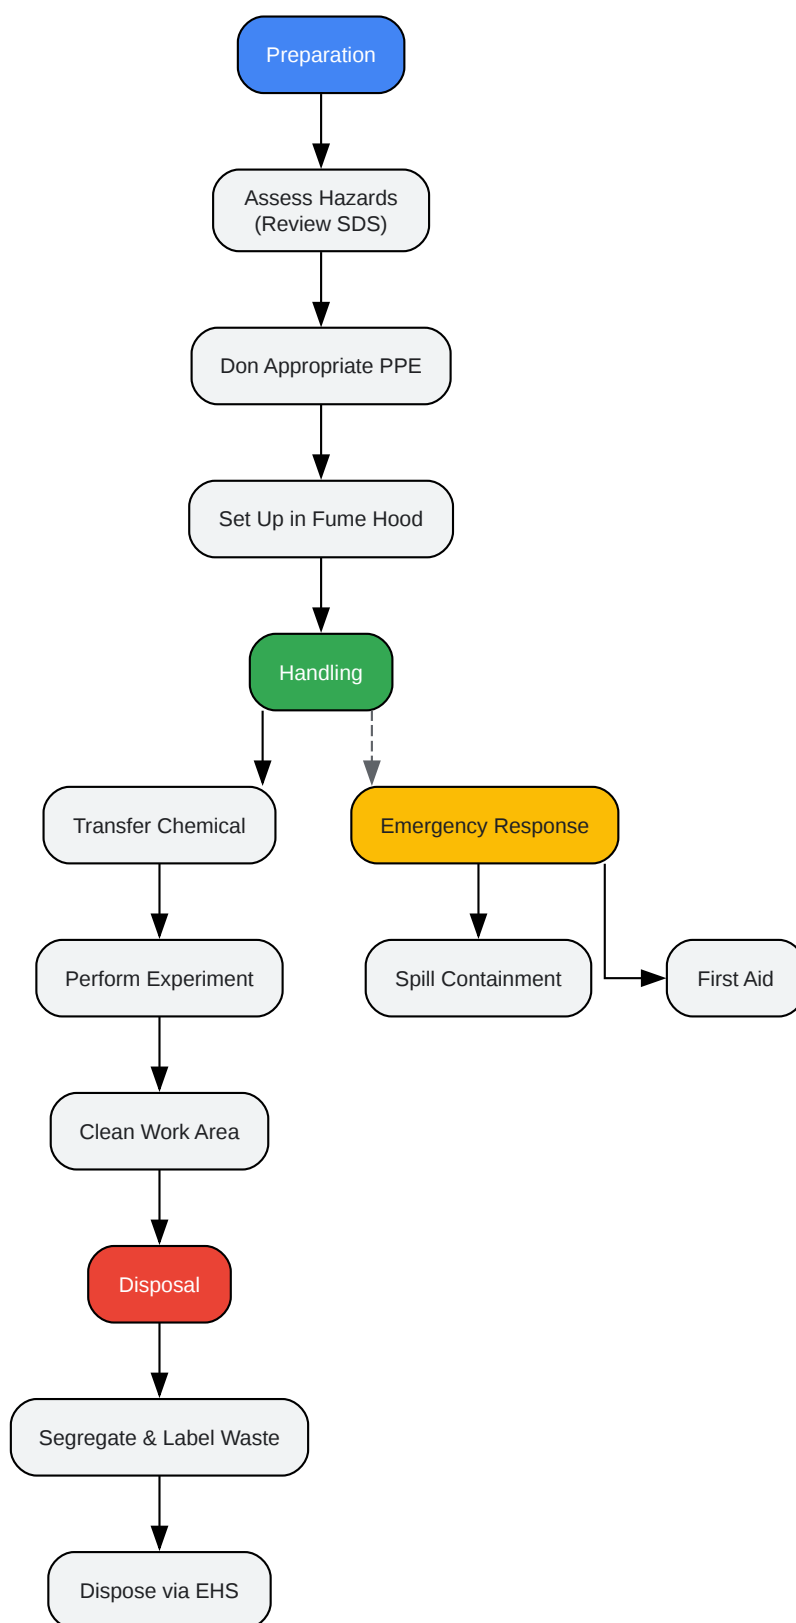 Preparation
Assess Hazards
(Review SDS)
Don Appropriate PPE
Set Up in Fume Hood
Handling
Transfer Chemical
Emergency Response
Perform Experiment
Spill Containment
First Aid
Clean Work Area
Disposal
Segregate & Label Waste
Dispose via EHS